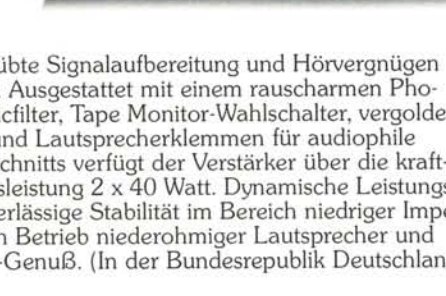 übte Signalaufbereitung und Hörvergnügen
Ausgestattet mit einem rauscharmen Pho-
cfilter, Tape Monitor-Wahlschalter, vergolde
und Lautsprecherklemmen für audiophile
chnitts verfügt der Verstärker über die kraft-
sleistung 2 x 40 Watt. Dynamische Leistungs
erlässige Stabilität im Bereich niedriger Impe
n Betrieb niederohmiger Lautsprecher und
-Genuß. (In der Bundesrepublik Deutschlan